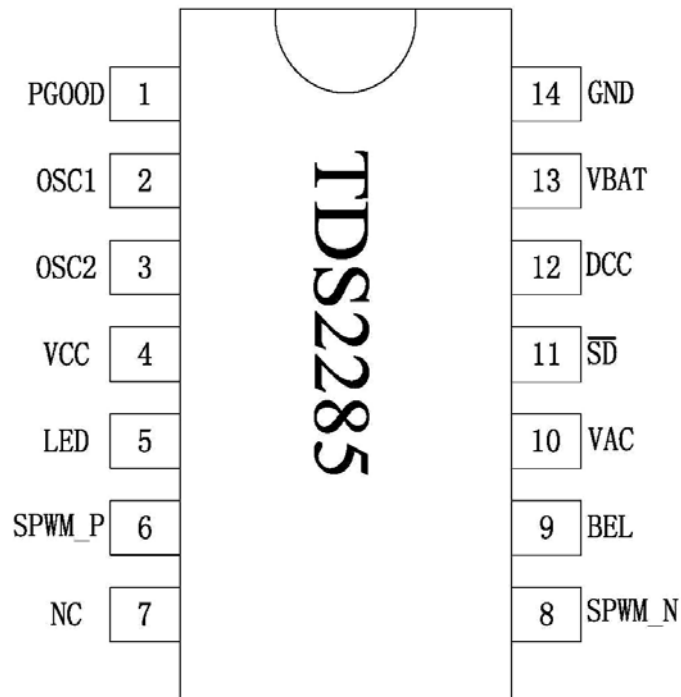 PGOOD 1 14 GND
OSC1 2 13 VBAT
OSC2 3 12 DCC
VCC 4 11 S̅D̅
LED 5 10 VAC
SPWM_P 6 9 BEL
NC 7 8 SPWM_N
TDS2285